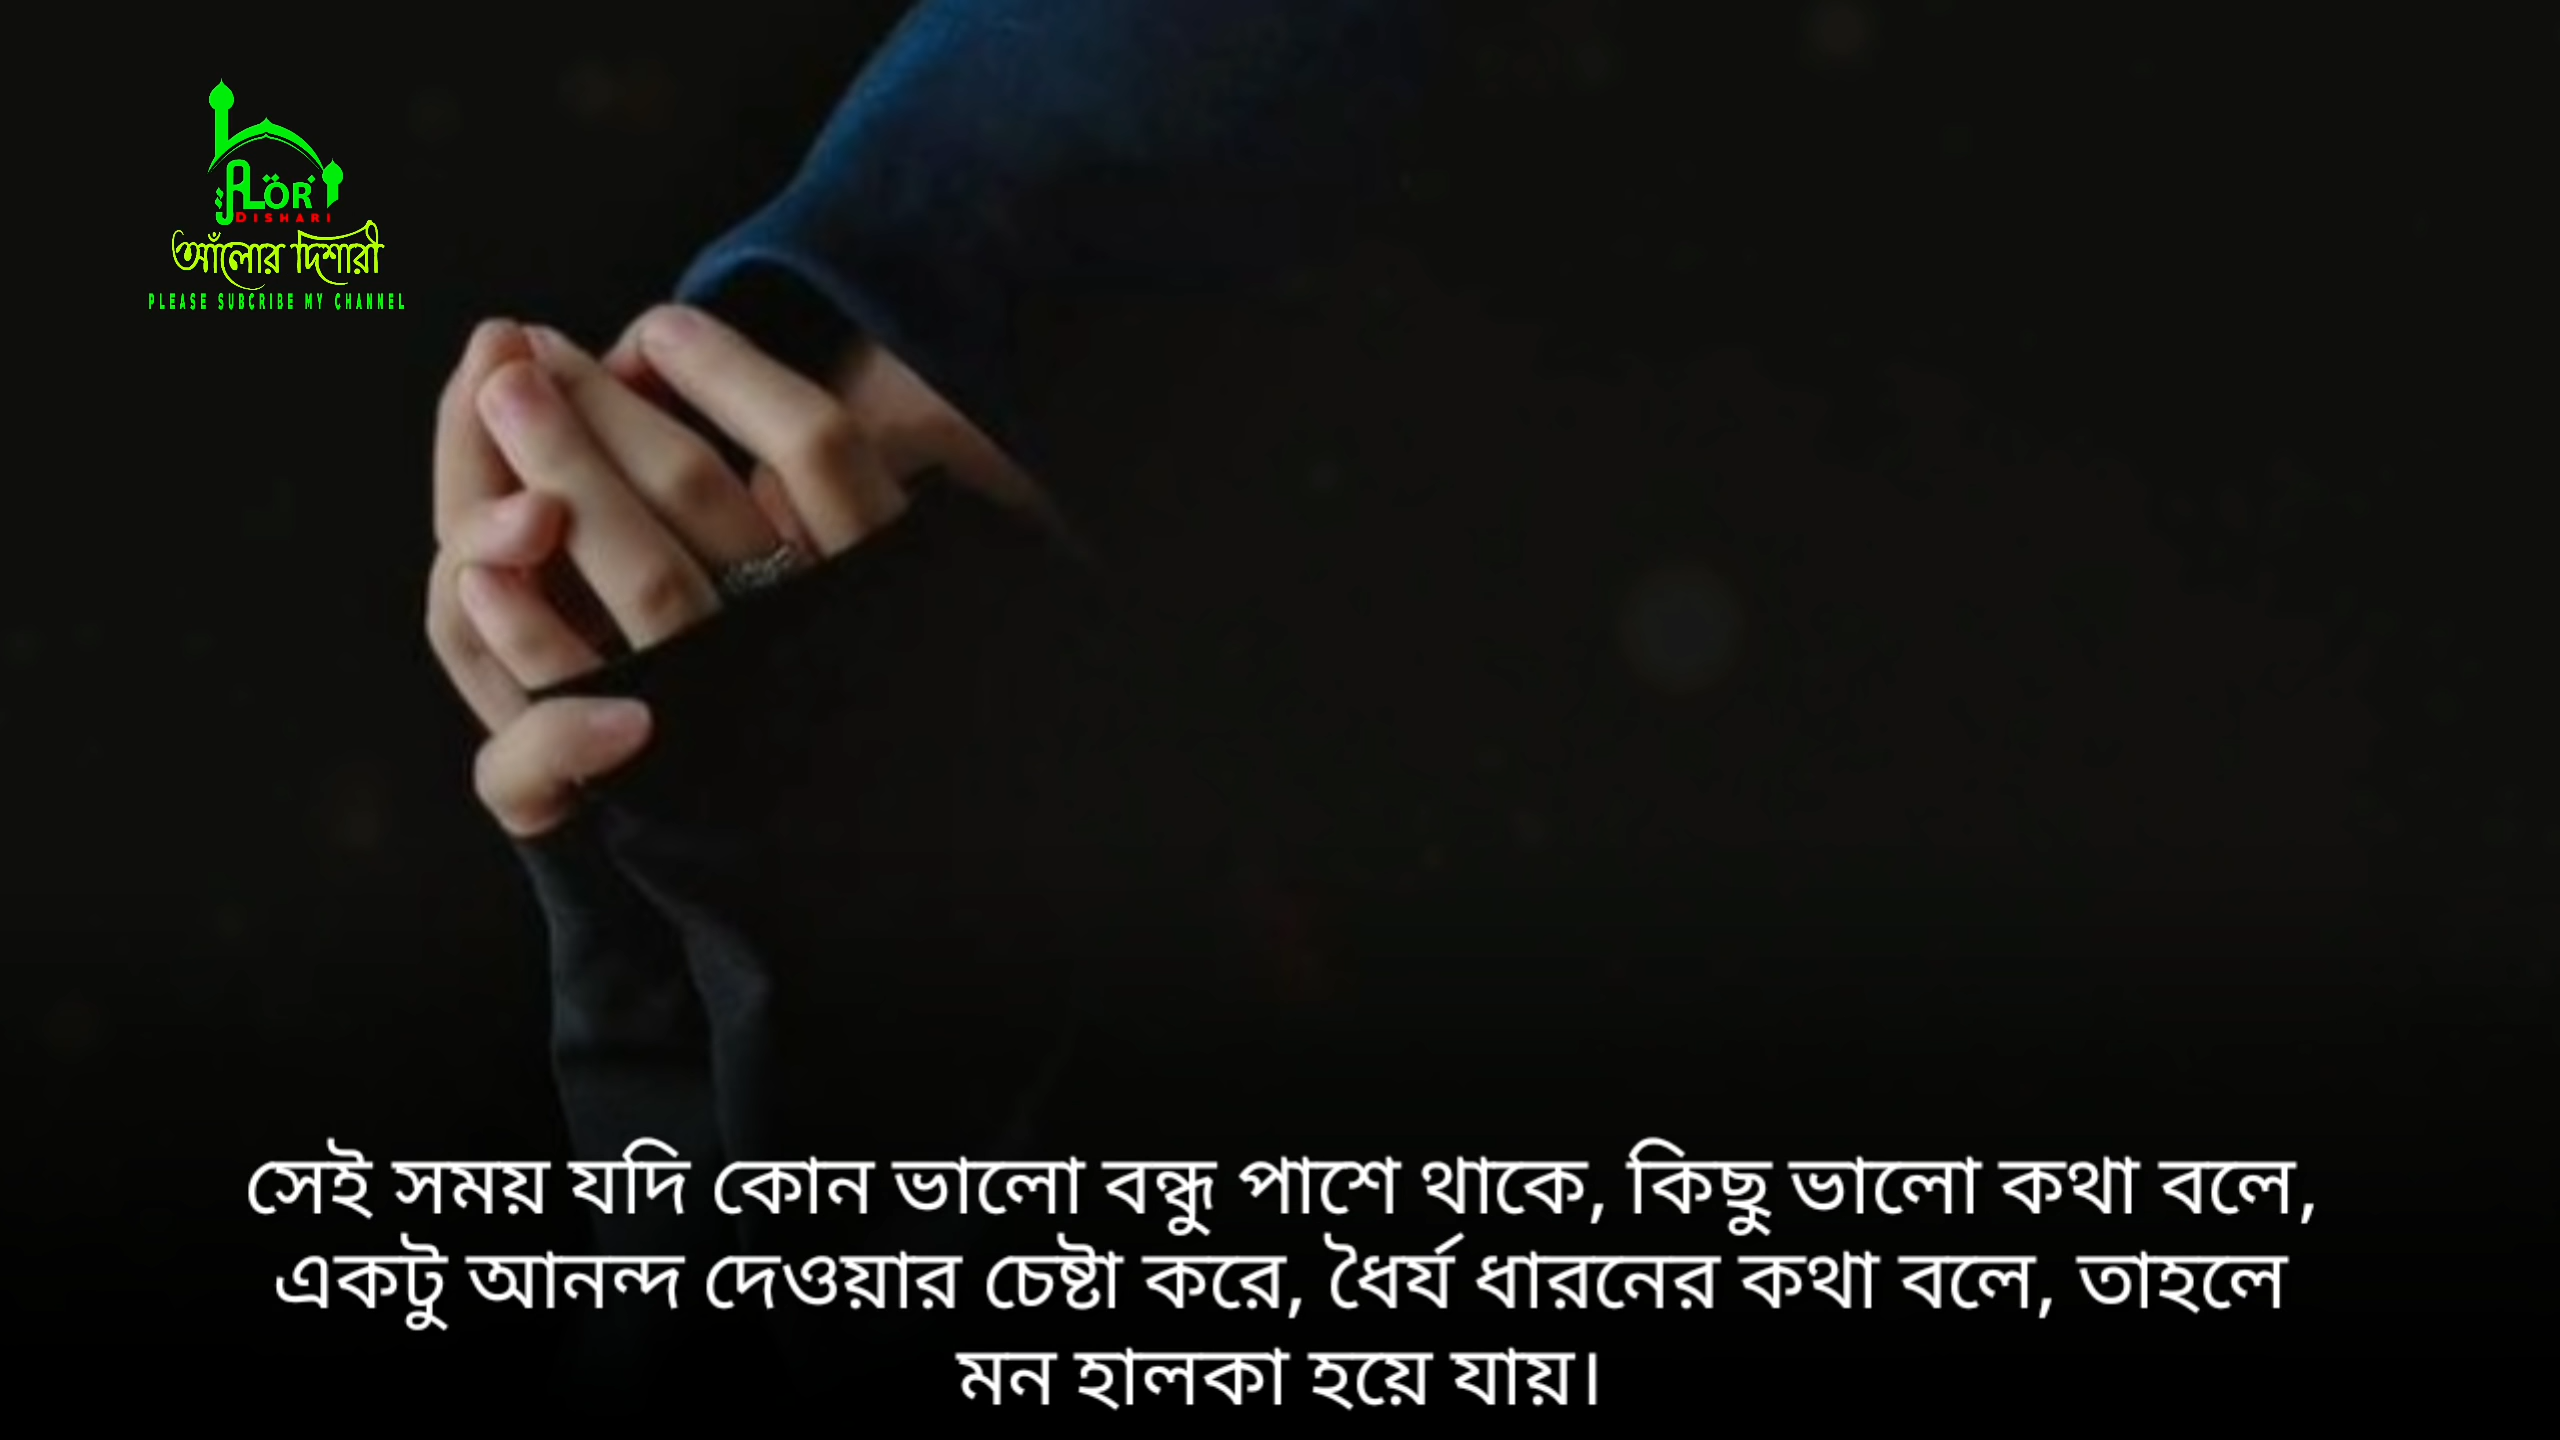 ALOR
DISHARI
আলোর দিশারী
PLEASE SUBCRIBE MY CHANNEL
সেই সময় যদি কোন ভালো বন্ধু পাশে থাকে, কিছু ভালো কথা বলে,
একটু আনন্দ দেওয়ার চেষ্টা করে, ধৈর্য ধারনের কথা বলে, তাহলে
মন হালকা হয়ে যায়।